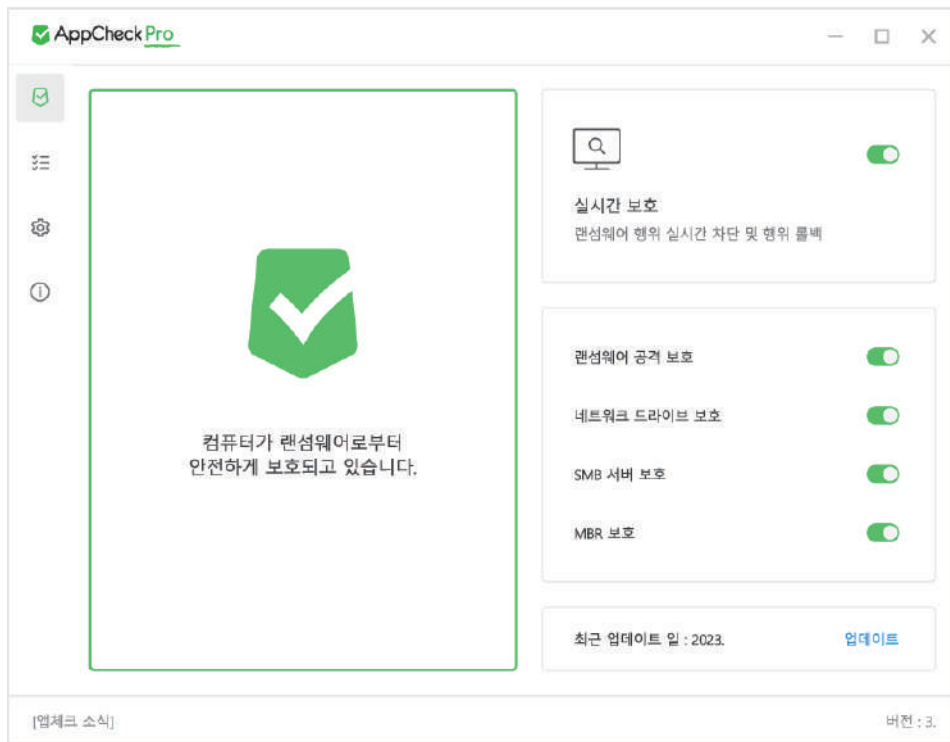 AppCheck Pro
실시간 보호
랜섬웨어 행위 실시간 차단 및 행위 롤백
컴퓨터가 랜섬웨어로부터
안전하게 보호되고 있습니다.
랜섬웨어 공격 보호
네트워크 드라이브 보호
SMB 서버 보호
MBR 보호
최근 업데이트 일 : 2023.
업데이트
[앱체크 소식]
버전 : 3.